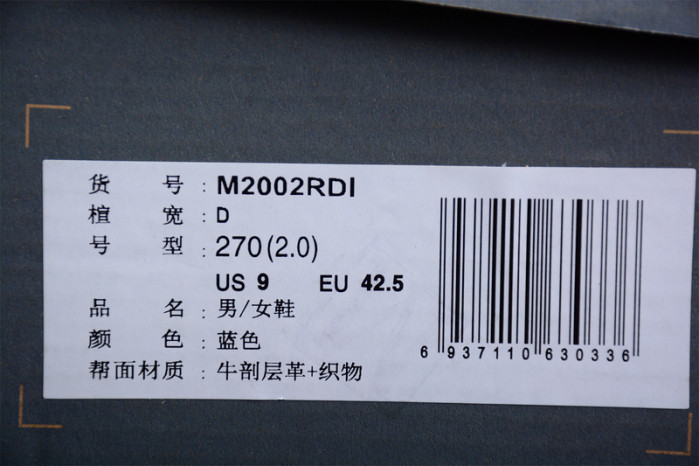 货 号 : M2002RDI
楦 宽 : D
号 型 : 270(2.0)
US 9 EU 42.5
品 名 : 男/女鞋
颜 色 : 蓝色
帮面材质 : 牛剖层革+织物
6 937110 630336